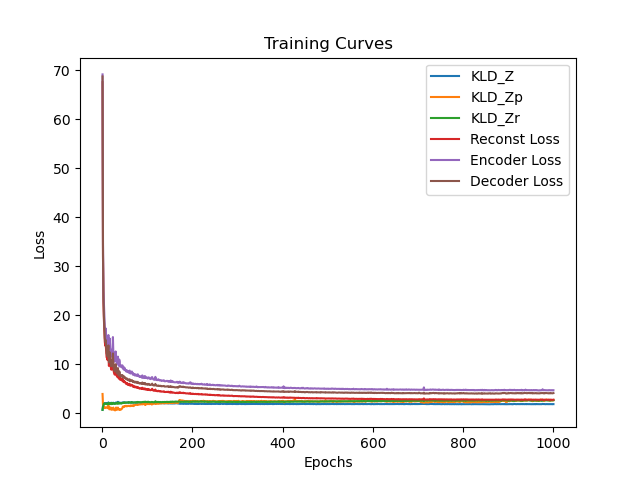 Training Curves
KLD_Z
KLD_Zp
KLD_Zr
Reconst Loss
Encoder Loss
Decoder Loss
70
60
50
40
30
20
10
0
Loss
0 200 400 600 800 1000
Epochs